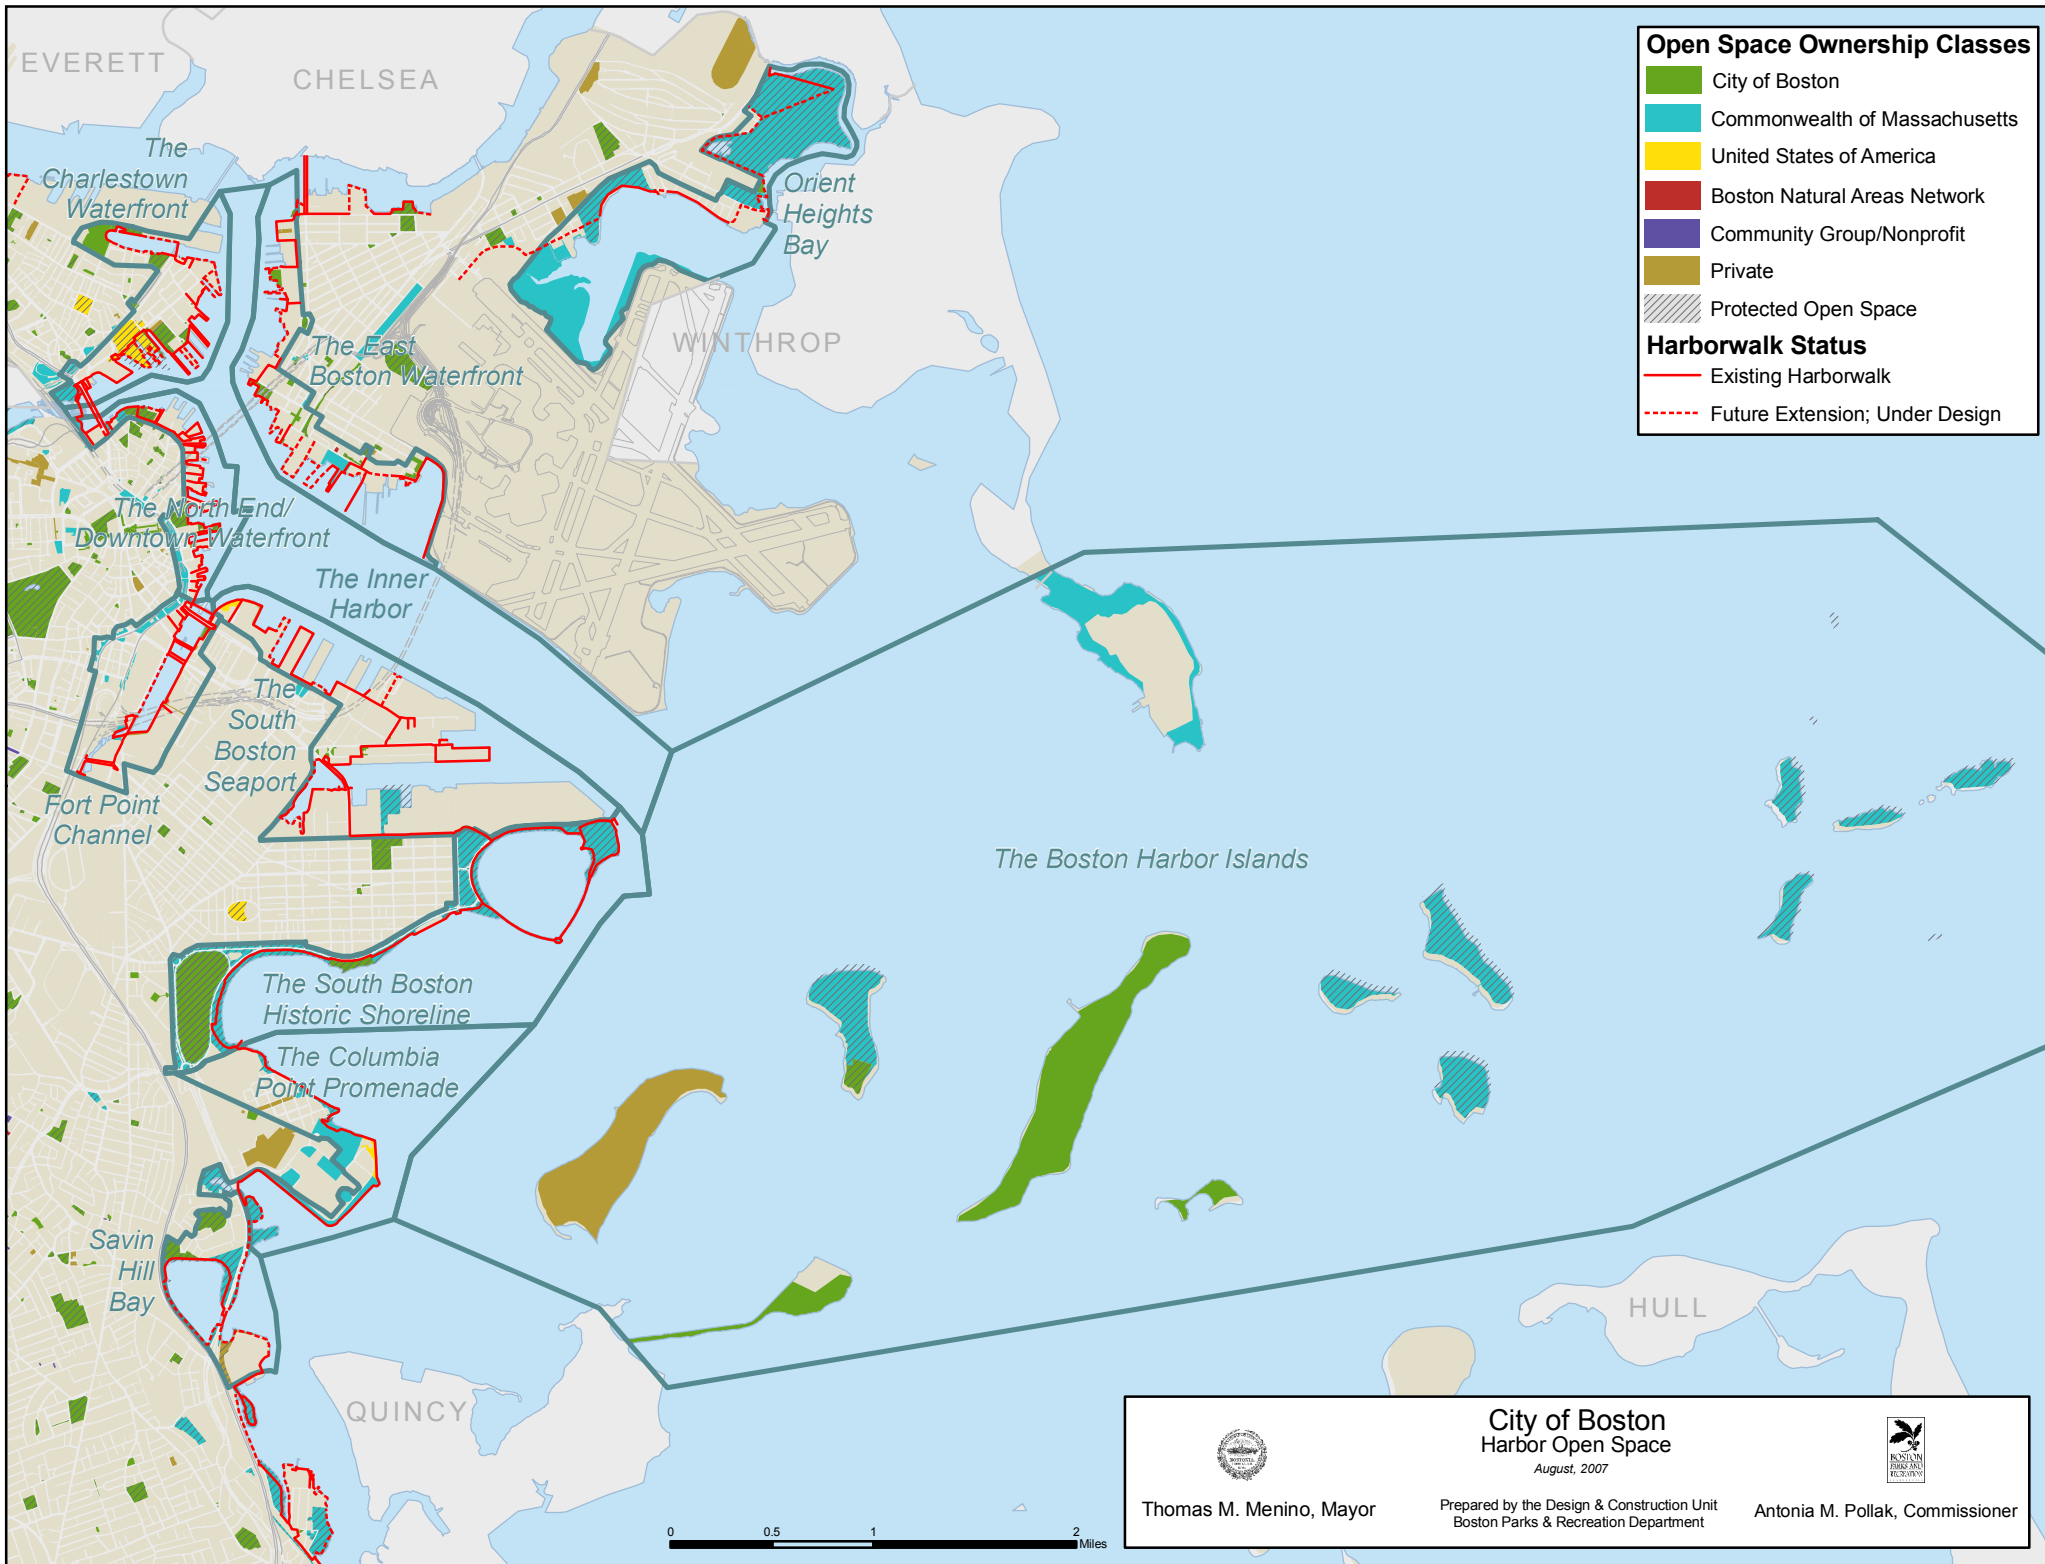 EVERETT
CHELSEA
The
Charlestown
Waterfront
Orient
Heights
Bay
WINTHROP
The East
Boston Waterfront
The North End/
Downtown Waterfront
The Inner
Harbor
The
South
Boston
Seaport
Fort Point
Channel
The Boston Harbor Islands
The South Boston
Historic Shoreline
The Columbia
Point Promenade
Savin
Hill
Bay
QUINCY
HULL
Open Space Ownership Classes
City of Boston
Commonwealth of Massachusetts
United States of America
Boston Natural Areas Network
Community Group/Nonprofit
Private
Protected Open Space
Harborwalk Status
Existing Harborwalk
Future Extension; Under Design
0 0.5 1 2
Miles
City of Boston
Harbor Open Space
August, 2007
Thomas M. Menino, Mayor
Prepared by the Design & Construction Unit
Boston Parks & Recreation Department
BOSTON
PARKS AND
RECREATION
Antonia M. Pollak, Commissioner